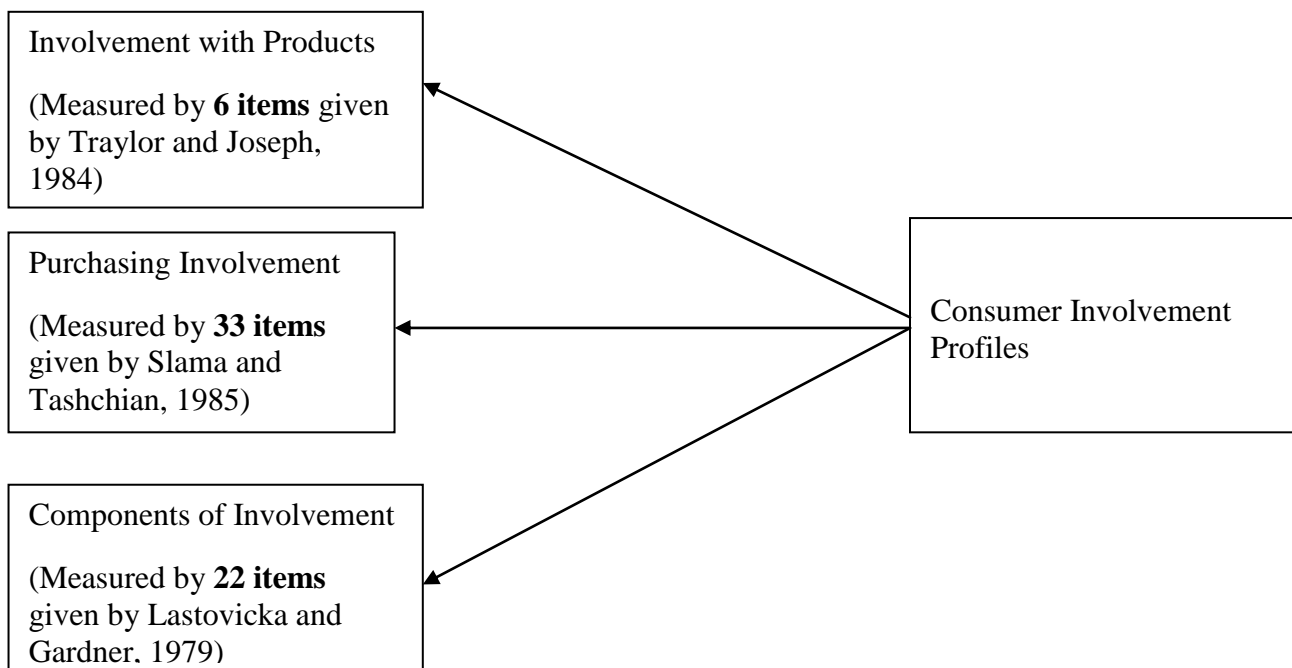 Involvement with Products
(Measured by 6 items given
by Traylor and Joseph,
1984)
Purchasing Involvement
(Measured by 33 items
given by Slama and
Tashchian, 1985)
Consumer Involvement
Profiles
Components of Involvement
(Measured by 22 items
given by Lastovicka and
Gardner, 1979)